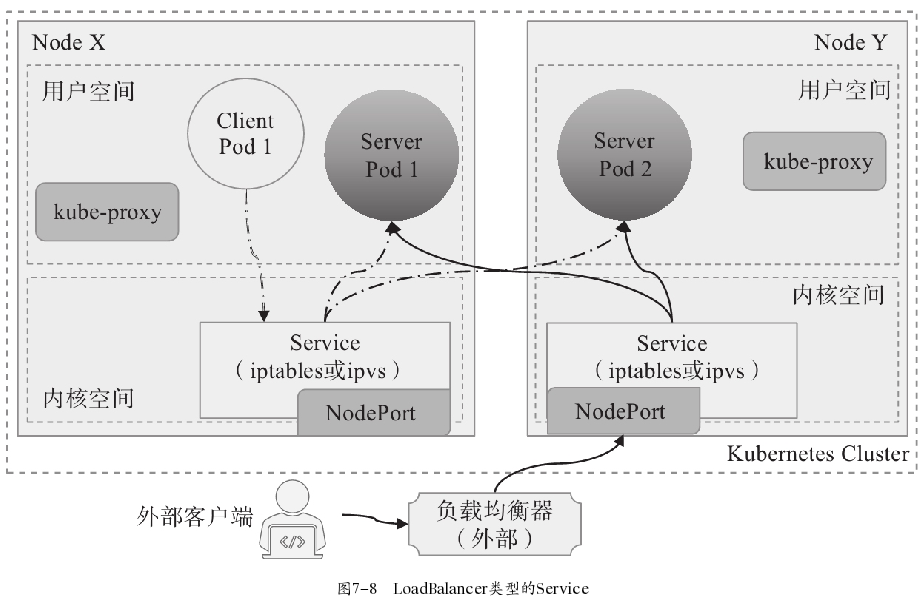 Node X
Node Y
用户空间
用户空间
Client
Pod 1
Server
Pod 1
Server
Pod 2
kube-proxy
kube-proxy
内核空间
Service
（iptables或ipvs）
Service
（iptables或ipvs）
内核空间
NodePort
NodePort
Kubernetes Cluster
外部客户端
</>
负载均衡器
（外部）
图7-8 LoadBalancer类型的Service